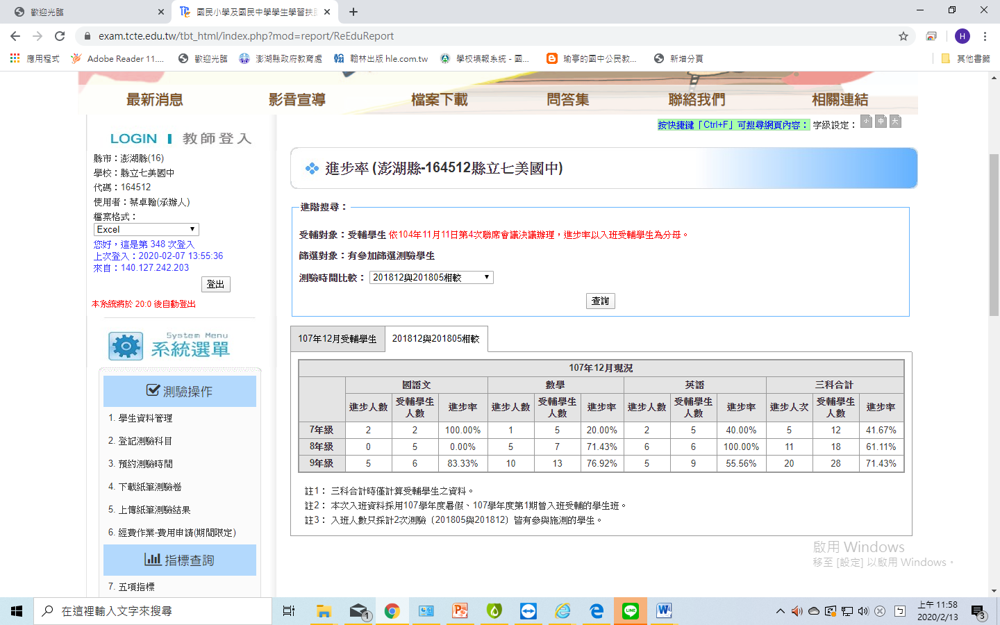 歡迎光臨
國民小學及國民中學學生學習扶
exam.tcte.edu.tw/tbt_html/index.php?mod=report/ReEduReport
H
應用程式 Adobe Reader 11.... 歡迎光臨 澎湖縣政府教育處 翰林出版 hle.com.tw 學校填報系統 - 國... 瑜亭的國中公民教... 新增分頁 其他書籤
最新消息 影音宣導 檔案下載 問答集 聯絡我們 相關連結
按快捷鍵「Ctrl+F」可搜尋網頁內容： 字級設定： 小 中 大
LOGIN 教師登入
縣市：澎湖縣(16)
學校：縣立七美國中
代碼：164512
使用者：蔡卓翰(承辦人)
檔案格式：
Excel
您好，這是第 348 次登入
上次登入：2020-02-07 13:55:36
來自：140.127.242.203
登出
本系統將於 20:0 後自動登出
System Menu
系統選單
測驗操作
1. 學生資料管理
2. 登記測驗科目
3. 預約測驗時間
4. 下載紙筆測驗卷
5. 上傳紙筆測驗結果
6. 經費作業-費用申請(期間限定)
指標查詢
7. 五項指標
進步率 (澎湖縣-164512縣立七美國中)
進階搜尋：
受輔對象：受輔學生 依104年11月11日第4次聯席會議決議辦理，進步率以入班受輔學生為分母。
篩選對象：有參加篩選測驗學生
測驗時間比較： 201812與201805相較
查詢
107年12月受輔學生 201812與201805相較
107年12月現況
國語文 數學 英語 三科合計
進步人數 受輔學生人數 進步率 進步人數 受輔學生人數 進步率 進步人數 受輔學生人數 進步率 進步人次 受輔學生人數 進步率
7年級 2 2 100.00% 1 5 20.00% 2 5 40.00% 5 12 41.67%
8年級 0 5 0.00% 5 7 71.43% 6 6 100.00% 11 18 61.11%
9年級 5 6 83.33% 10 13 76.92% 5 9 55.56% 20 28 71.43%
註1： 三科合計時僅計算受輔學生之資料。
註2： 本次入班資料採用107學年度暑假、107學年度第1期曾入班受輔的學生班。
註3： 入班人數只採計2次測驗（201805與201812）皆有參與施測的學生。
啟用 Windows
移至 [設定] 以啟用 Windows。
在這裡輸入文字來搜尋
1
LINE
上午 11:58
2020/2/13
3